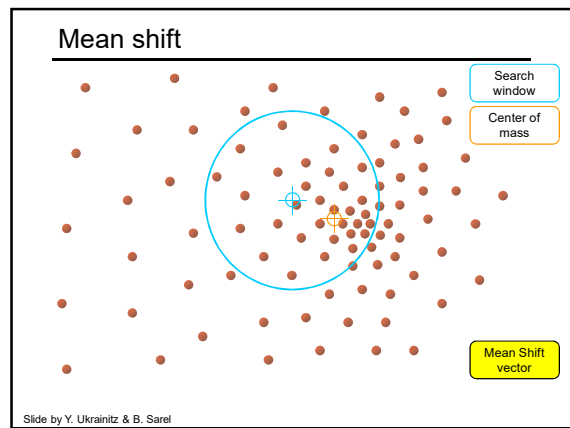 Mean shift
Search
window
Center of
mass
Mean Shift
vector
Slide by Y. Ukrainitz & B. Sarel